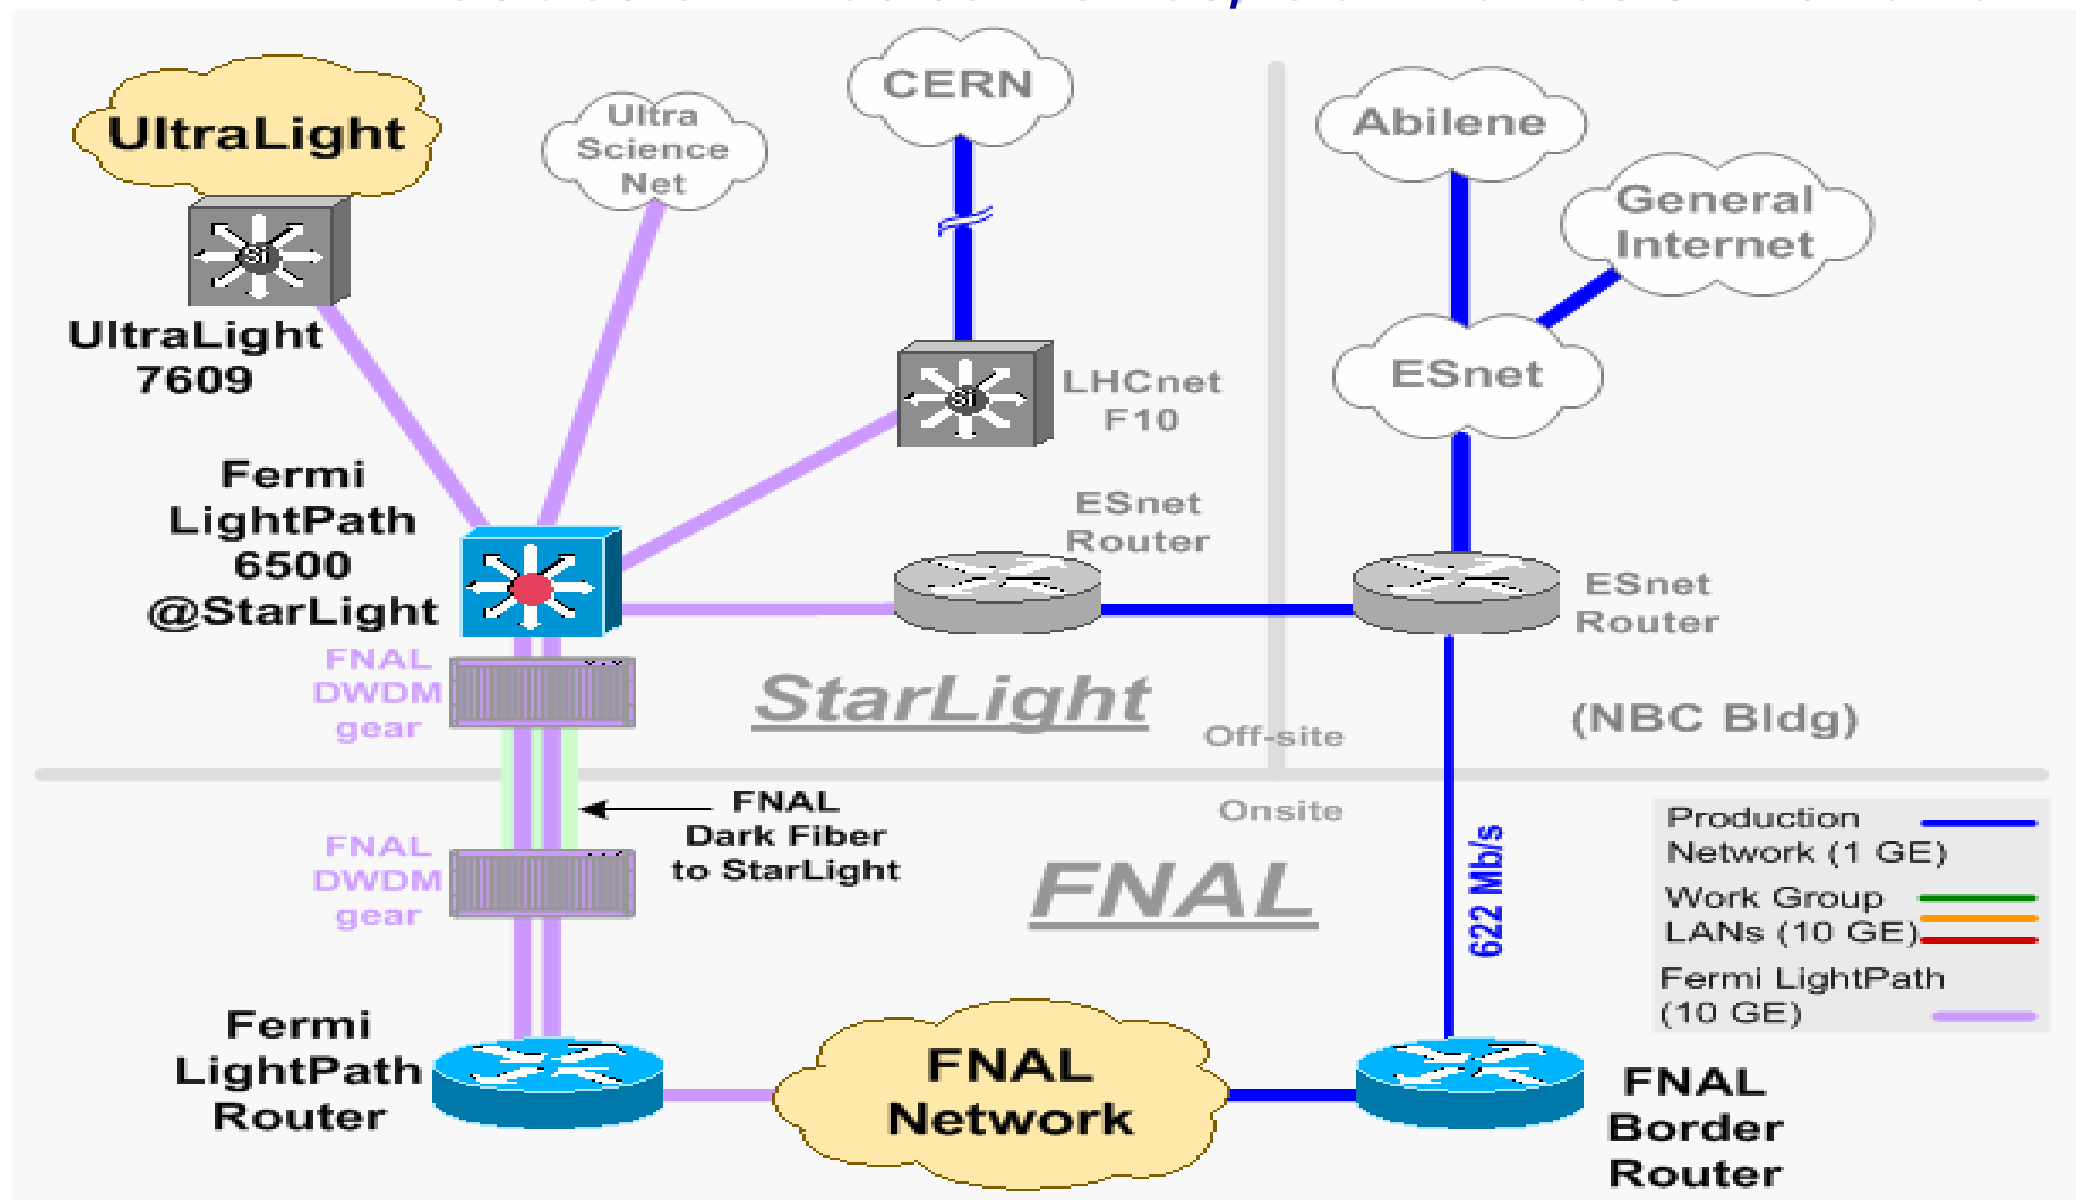 UltraLight
Ultra
Science
Net
CERN
Abilene
General
Internet
Si
UltraLight
7609
Si
LHCnet
F10
ESnet
Fermi
LightPath
6500
@StarLight
ESnet
Router
ESnet
Router
FNAL
DWDM
gear
StarLight
Off-site
(NBC Bldg)
FNAL
Dark Fiber
to StarLight
Onsite
FNAL
DWDM
gear
FNAL
622 Mb/s
Production
Network (1 GE)
Work Group
LANs (10 GE)
Fermi LightPath
(10 GE)
Fermi
LightPath
Router
FNAL
Network
FNAL
Border
Router